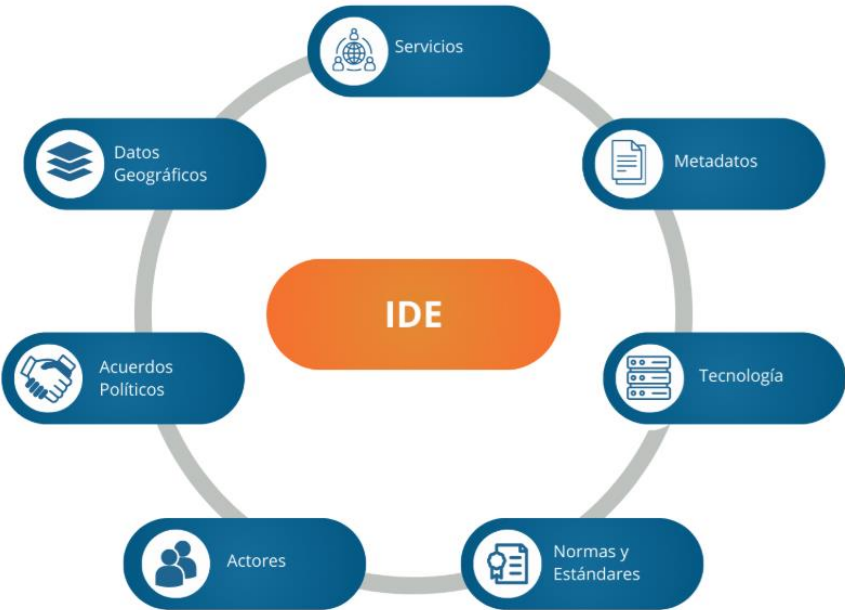 Servicios
Datos
Geográficos
Metadatos
IDE
Acuerdos
Políticos
Tecnología
Actores
Normas y
Estándares